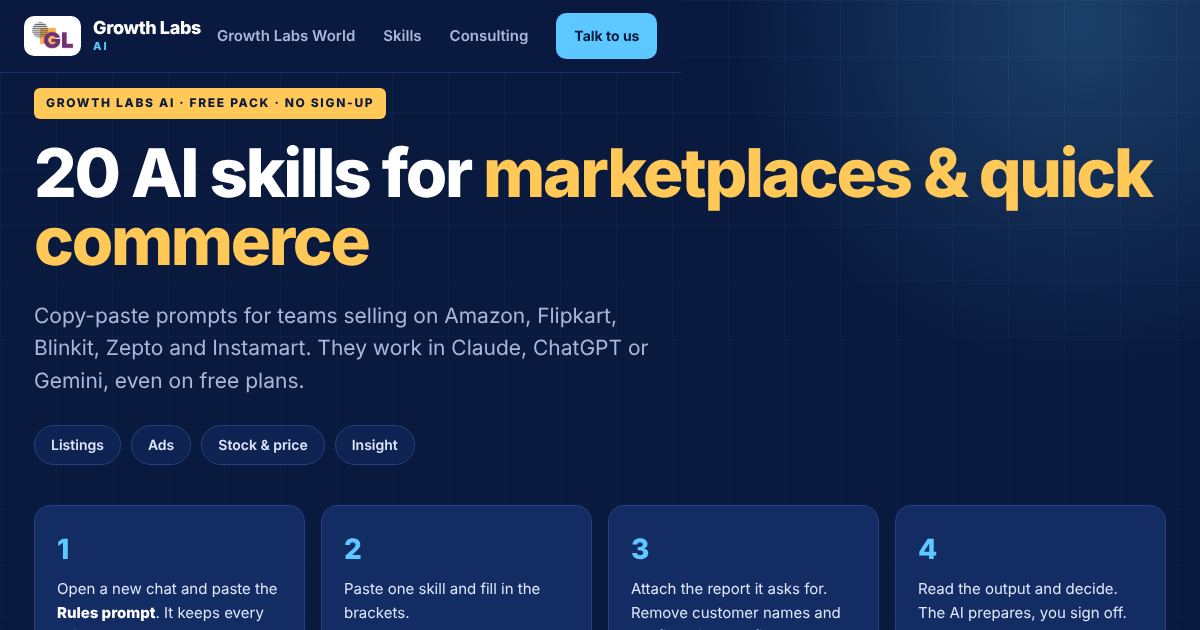 GL
Growth Labs
AI
Growth Labs World
Skills
Consulting
Talk to us
GROWTH LABS AI · FREE PACK · NO SIGN-UP
20 AI skills for marketplaces & quick
commerce
Copy-paste prompts for teams selling on Amazon, Flipkart,
Blinkit, Zepto and Instamart. They work in Claude, ChatGPT or
Gemini, even on free plans.
Listings
Ads
Stock & price
Insight
1
Open a new chat and paste the
Rules prompt. It keeps every
2
Paste one skill and fill in the
brackets.
3
Attach the report it asks for.
Remove customer names and
4
Read the output and decide.
The AI prepares, you sign off.